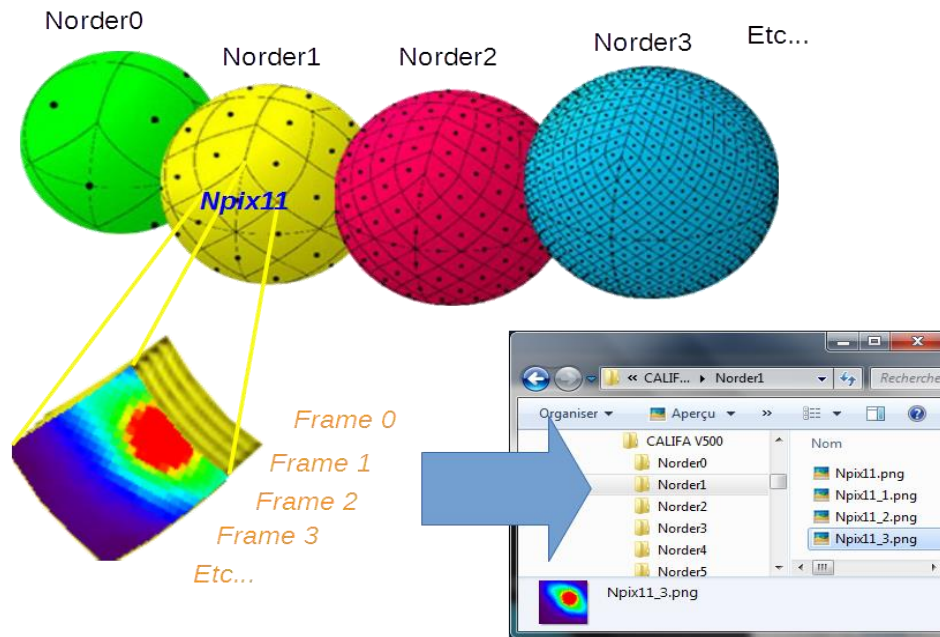 Norder0
Norder1
Norder2
Norder3
Etc...
Npix11
Frame 0
Frame 1
Frame 2
Frame 3
Etc...
« CALIF... Norder1
Recherche
Organiser
Aperçu
»
CALIFA V500
Norder0
Norder1
Norder2
Norder3
Norder4
Norder5
Nom
Npix11.png
Npix11_1.png
Npix11_2.png
Npix11_3.png
Npix11_3.png